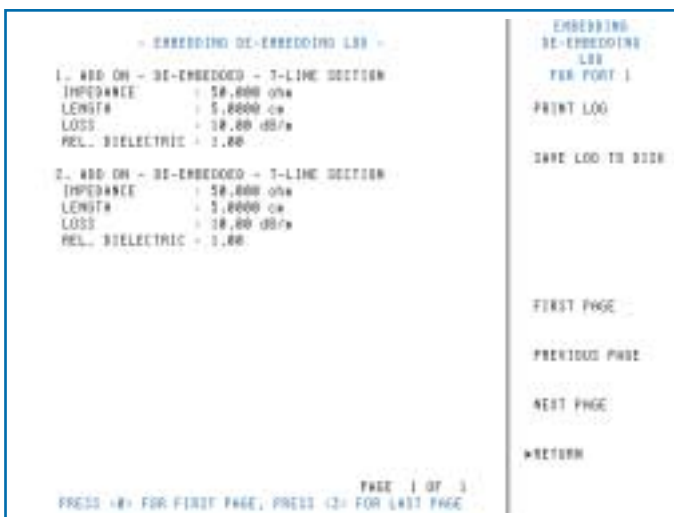 - EMBEDDING DE-EMBEDDING LOG -
1. ADD ON - DE-EMBEDDED - T-LINE SECTION
IMPEDANCE : 50.000 ohm
LENGTH : 5.0000 cm
LOSS : 10.00 dB/m
REL. DIELECTRIC : 1.00
2. ADD ON - DE-EMBEDDED - T-LINE SECTION
IMPEDANCE : 50.000 ohm
LENGTH : 5.0000 cm
LOSS : 10.00 dB/m
REL. DIELECTRIC : 1.00
PAGE 1 OF 1
PRESS <0> FOR FIRST PAGE, PRESS <2> FOR LAST PAGE
EMBEDDING
DE-EMBEDDING
LOG
FOR PORT 1
PRINT LOG
SAVE LOG TO DISK
FIRST PAGE
PREVIOUS PAGE
NEXT PAGE
▶RETURN